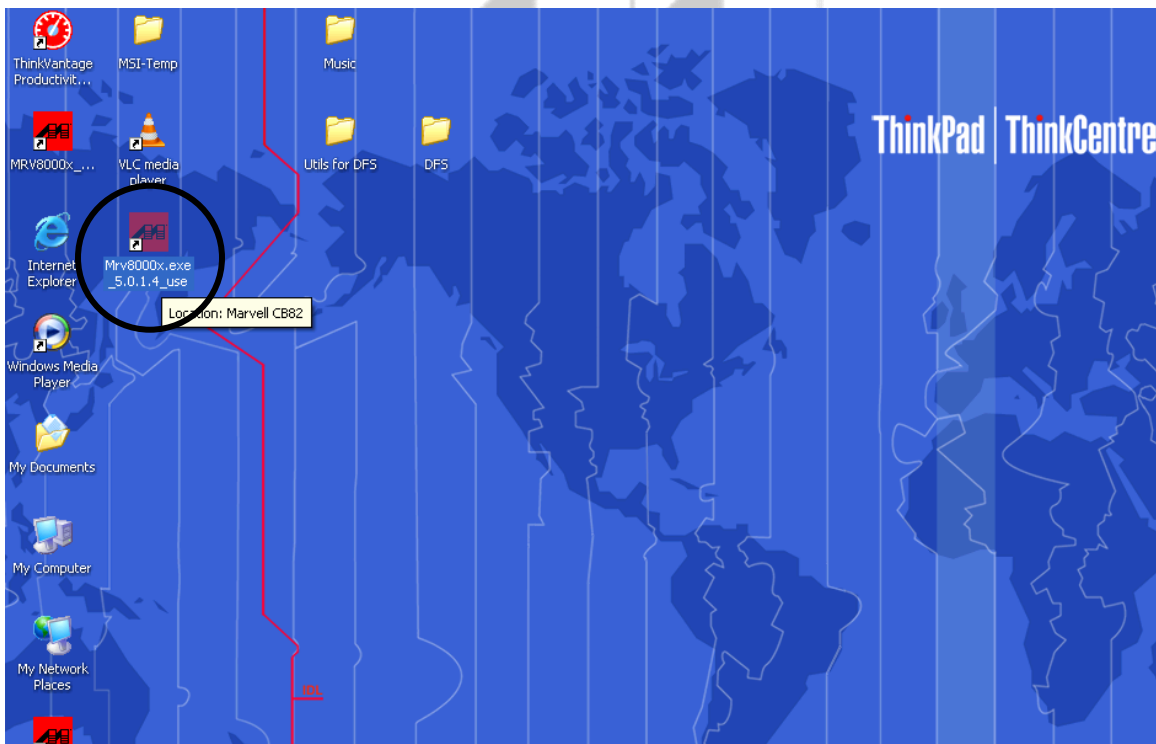 ThinkVantage
Productivit...
MSI-Temp
Music
MRV8000x_...
VLC media
player
Utils for DFS
DFS
ThinkPad ThinkCentre
Internet
Explorer
Mrv8000x.exe
_5.0.1.4_use
Location: Marvell CB82
Windows Media
Player
My Documents
My Computer
My Network
Places
IDL